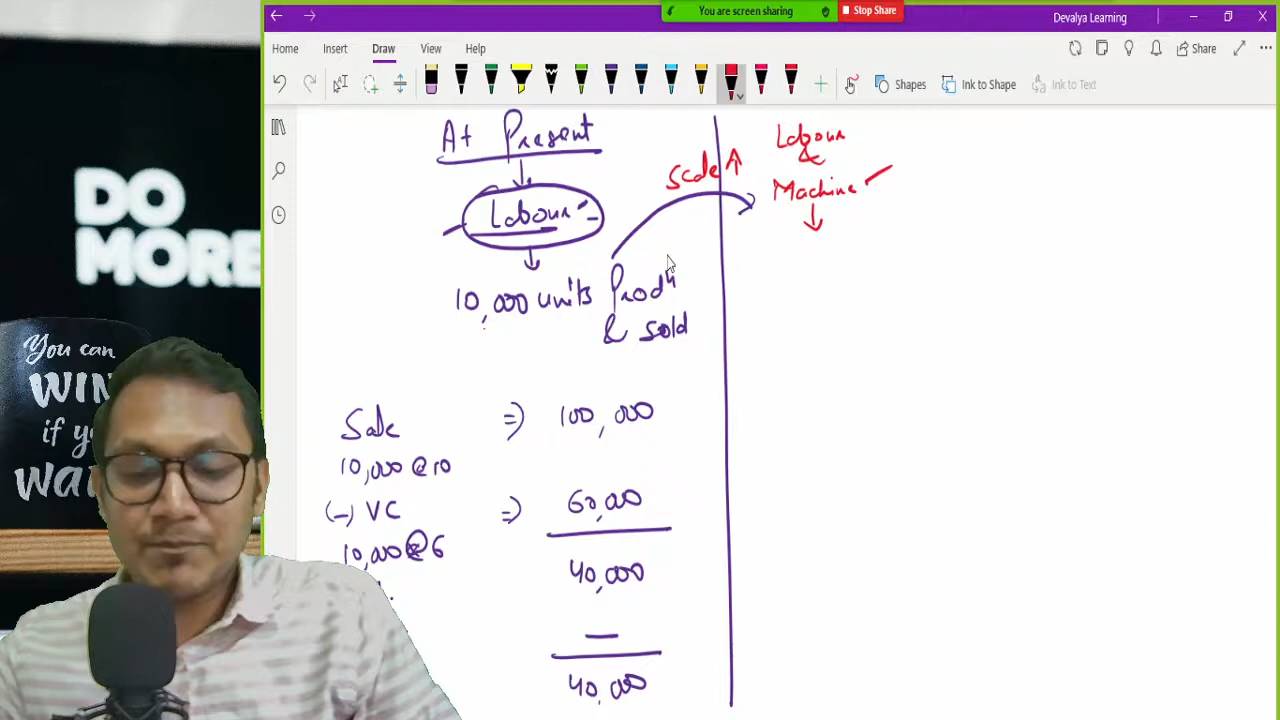 You are screen sharing
Stop Share
Devalya Learning
Home Insert Draw View Help
Share
Shapes
Ink to Shape
Ink to Text
DO
MORE.
You can
WIN
if you
At Present
Labour
10,000 units Prodn
& sold
Scale ↑
Labour
&
Machine
Sale ⇒ 100,000
10,000 @ 10
(-) VC ⇒ 60,000
10,000 @ 6
40,000
—
40,000